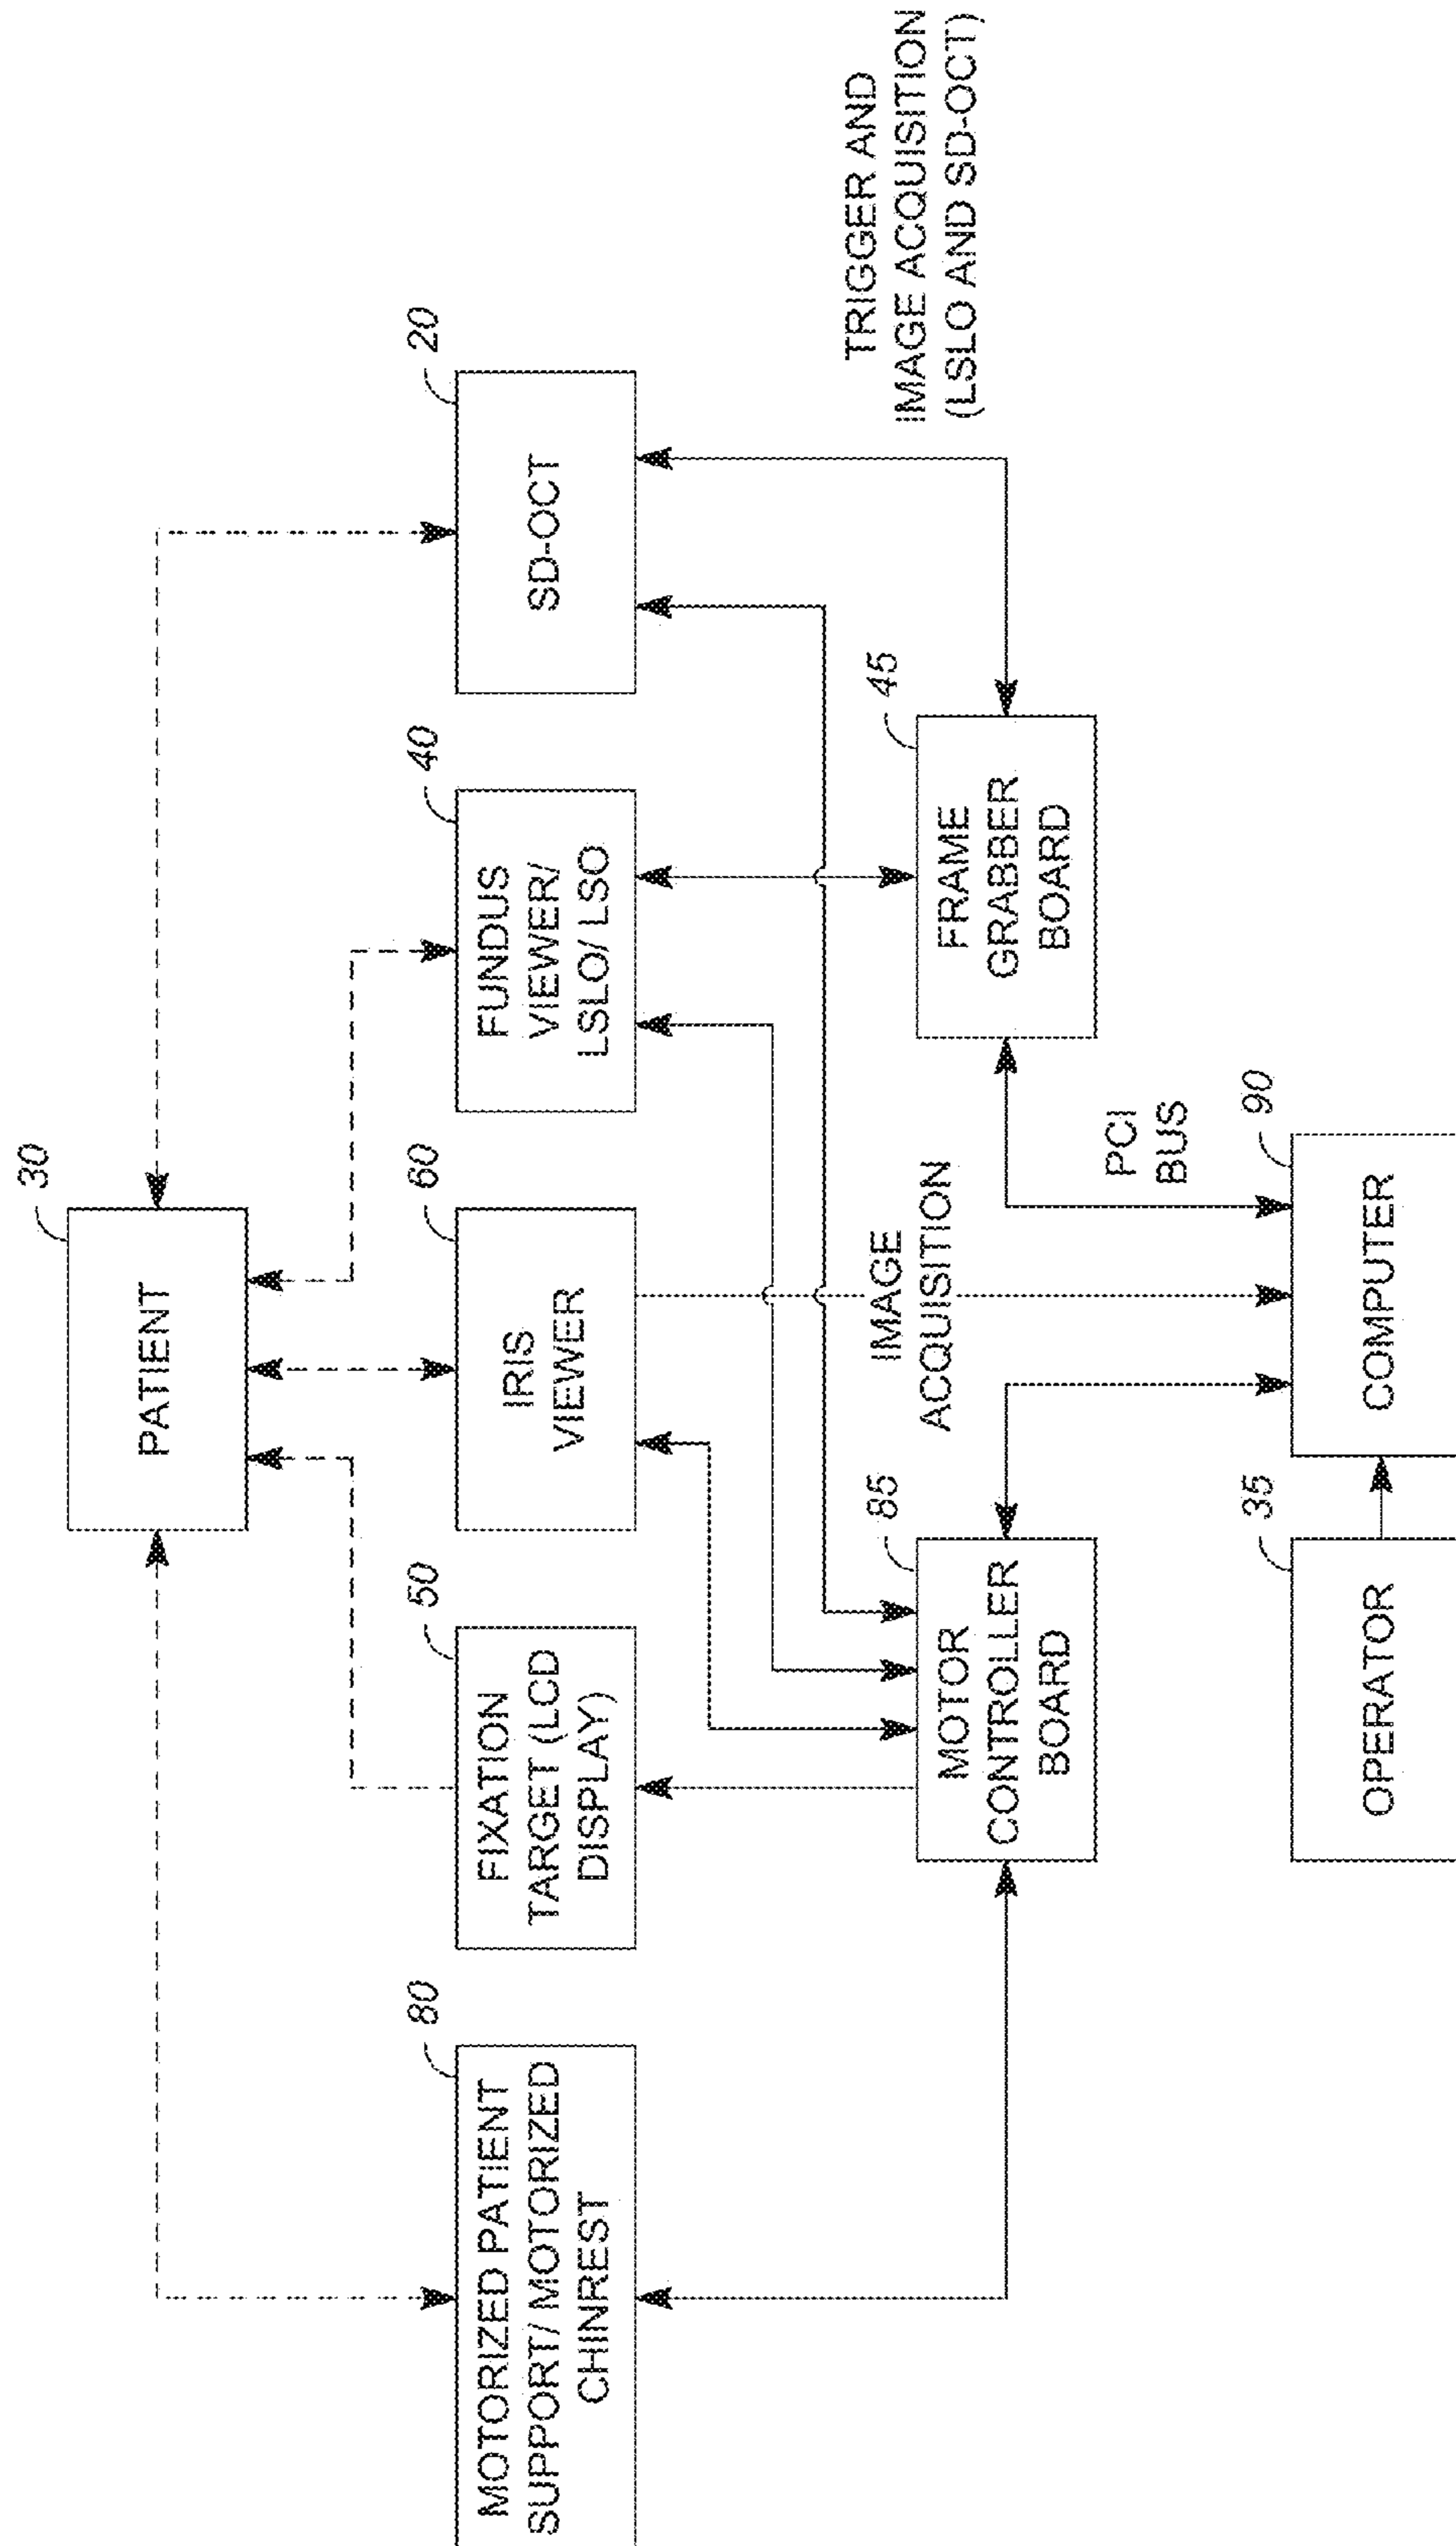 30
PATIENT
80
MOTORIZED PATIENT
SUPPORT/ MOTORIZED
CHINREST
50
FIXATION
TARGET (LCD
DISPLAY)
60
IRIS
VIEWER
40
FUNDUS
VIEWER/
LSLO/ LSO
20
SD-OCT
85
MOTOR
CONTROLLER
BOARD
IMAGE
ACQUISITION
45
FRAME
GRABBER
BOARD
TRIGGER AND
IMAGE ACQUISITION
(LSLO AND SD-OCT)
PCI
BUS
35
OPERATOR
90
COMPUTER